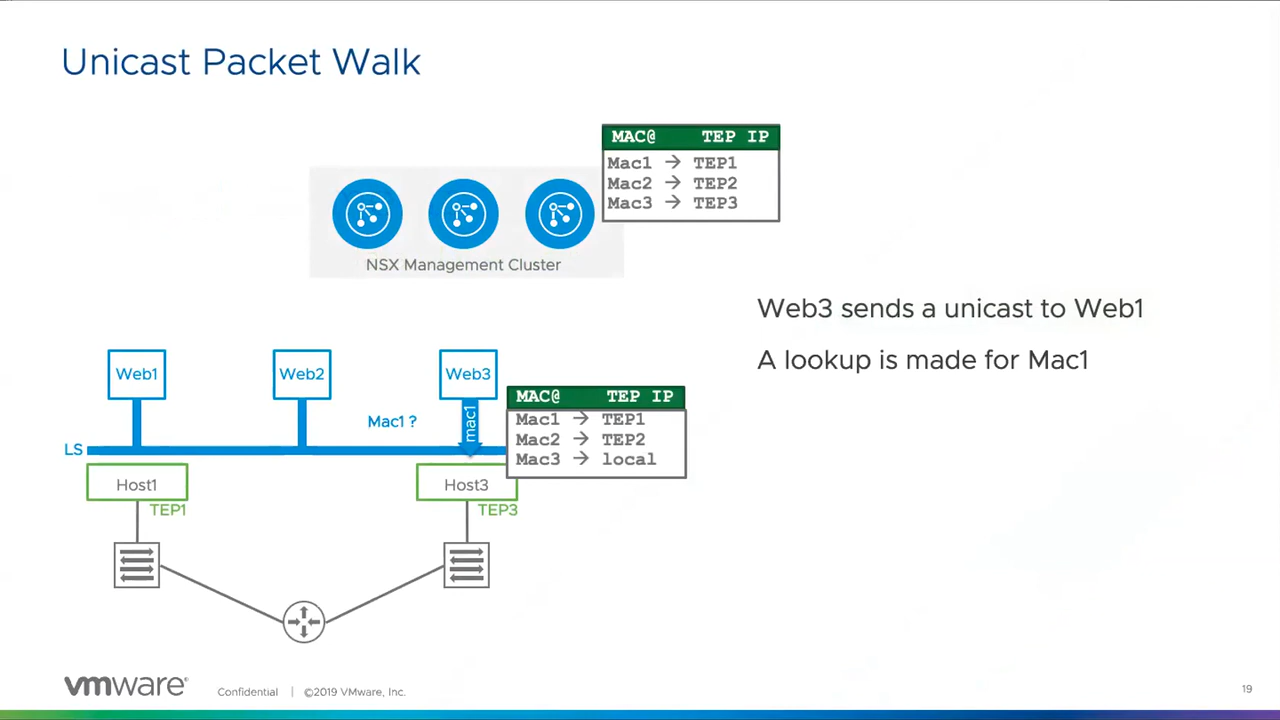 Unicast Packet Walk
MAC@ TEP IP
Mac1 → TEP1
Mac2 → TEP2
Mac3 → TEP3
NSX Management Cluster
Web3 sends a unicast to Web1
A lookup is made for Mac1
Web1
Web2
Web3
MAC@ TEP IP
Mac1 → TEP1
Mac2 → TEP2
Mac3 → local
Mac1 ?
mac1
LS
Host1
Host3
TEP1
TEP3
vmware®
Confidential | ©2019 VMware, Inc.
19